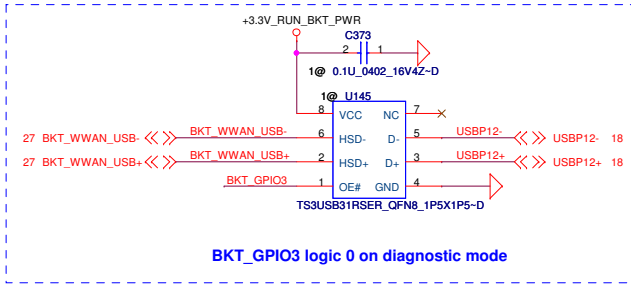 +3.3V_RUN_BKT_PWR
C373
2 1
1@ 0.1U_0402_16V4Z~D
1@ U145
8 VCC NC 7
27 BKT_WWAN_USB- BKT_WWAN_USB- 6 HSD- D- 5 USBP12- USBP12- 18
27 BKT_WWAN_USB+ BKT_WWAN_USB+ 2 HSD+ D+ 3 USBP12+ USBP12+ 18
BKT_GPIO3 1 OE# GND 4
TS3USB31RSER_QFN8_1P5X1P5~D
BKT_GPIO3 logic 0 on diagnostic mode